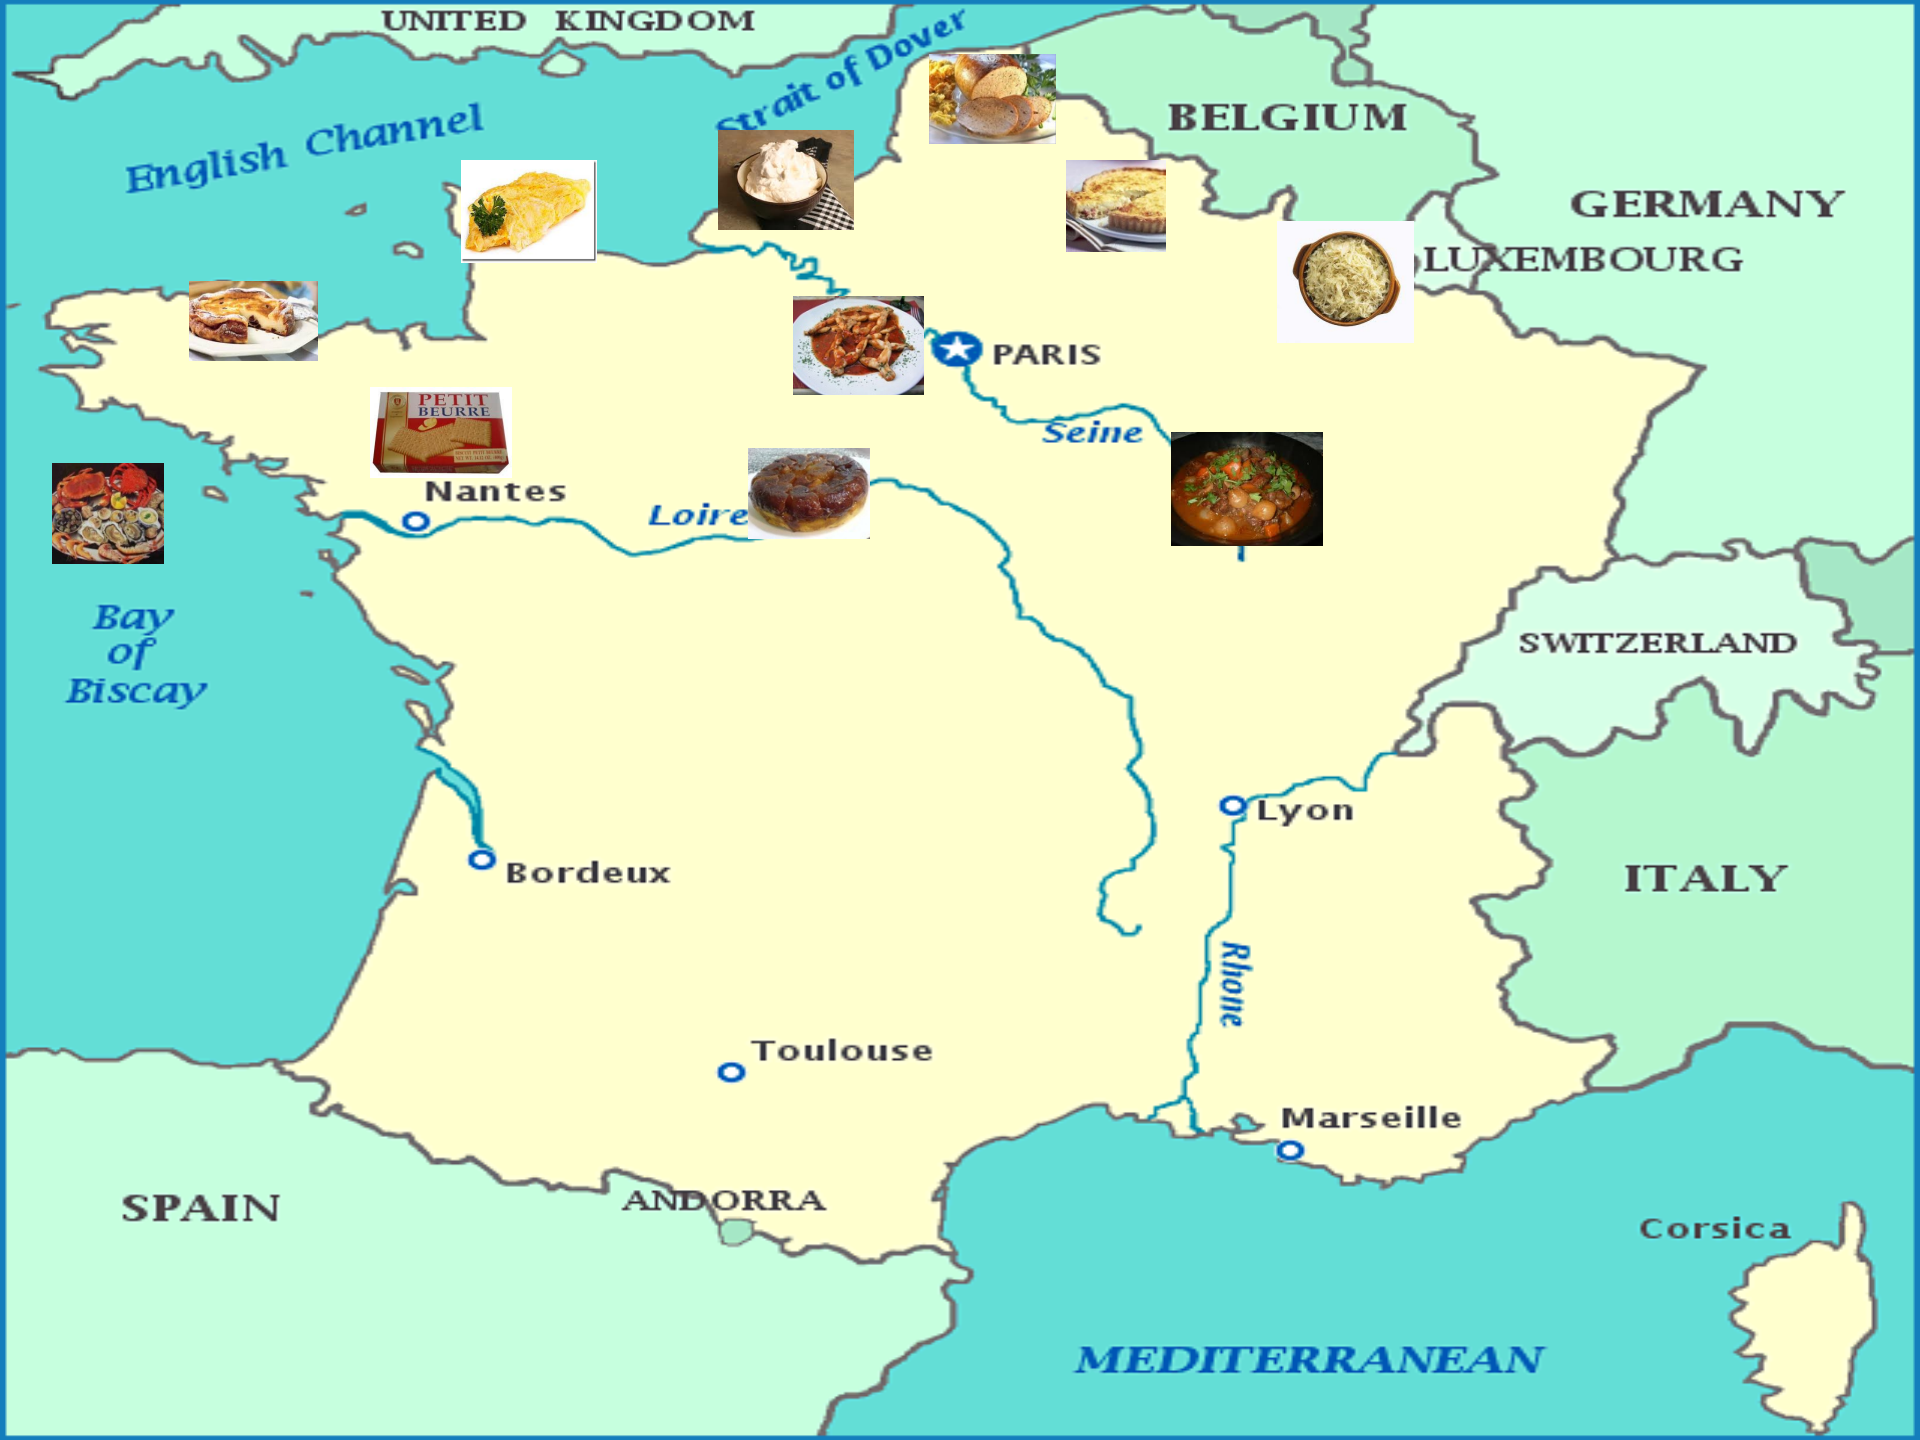 UNITED KINGDOM
Strait of Dover
English Channel
BELGIUM
GERMANY
LUXEMBOURG
PARIS
PETIT
BEURRE
Seine
Nantes
Loire
Bay
of
Biscay
SWITZERLAND
Lyon
Bordeux
ITALY
Rhone
Toulouse
Marseille
SPAIN
ANDORRA
Corsica
MEDITERRANEAN